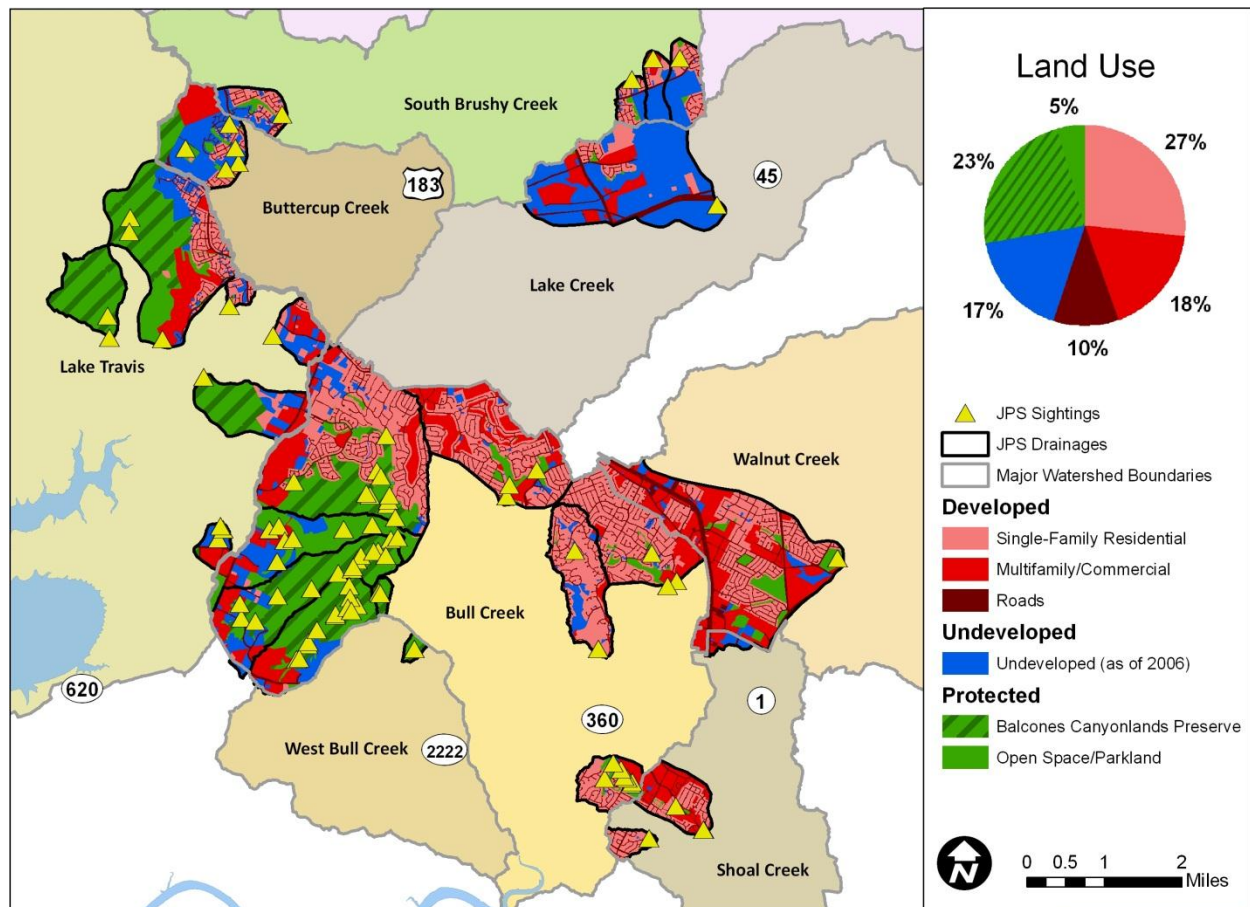 South Brushy Creek
45
183
Buttercup Creek
Lake Creek
Lake Travis
Walnut Creek
Bull Creek
620
1
360
West Bull Creek
2222
Shoal Creek
Land Use
5%
27%
23%
17%
18%
10%
JPS Sightings
JPS Drainages
Major Watershed Boundaries
Developed
Single-Family Residential
Multifamily/Commercial
Roads
Undeveloped
Undeveloped (as of 2006)
Protected
Balcones Canyonlands Preserve
Open Space/Parkland
N
0 0.5 1 2
Miles